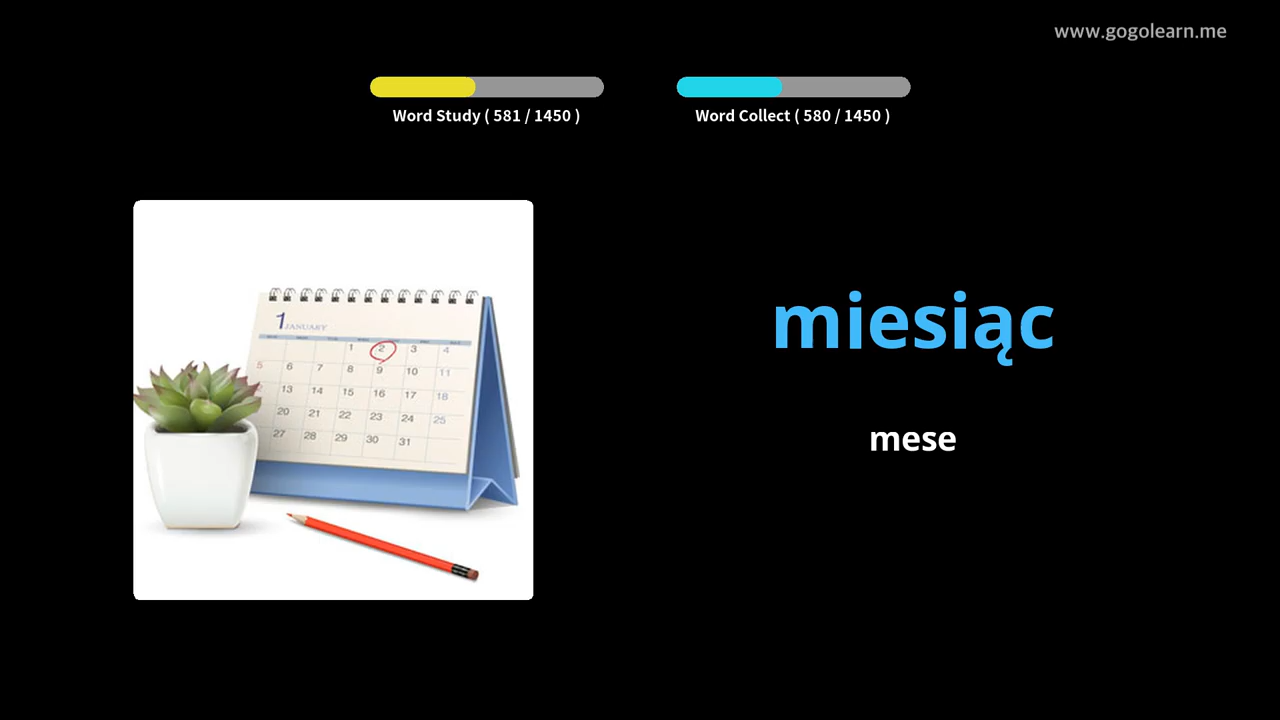 www.gogolearn.me
Word Study ( 581 / 1450 )
Word Collect ( 580 / 1450 )
miesiąc
mese
1 JANUARY
1 2 3 4
5 6 7 8 9 10 11
13 14 15 16 17 18
20 21 22 23 24 25
27 28 29 30 31